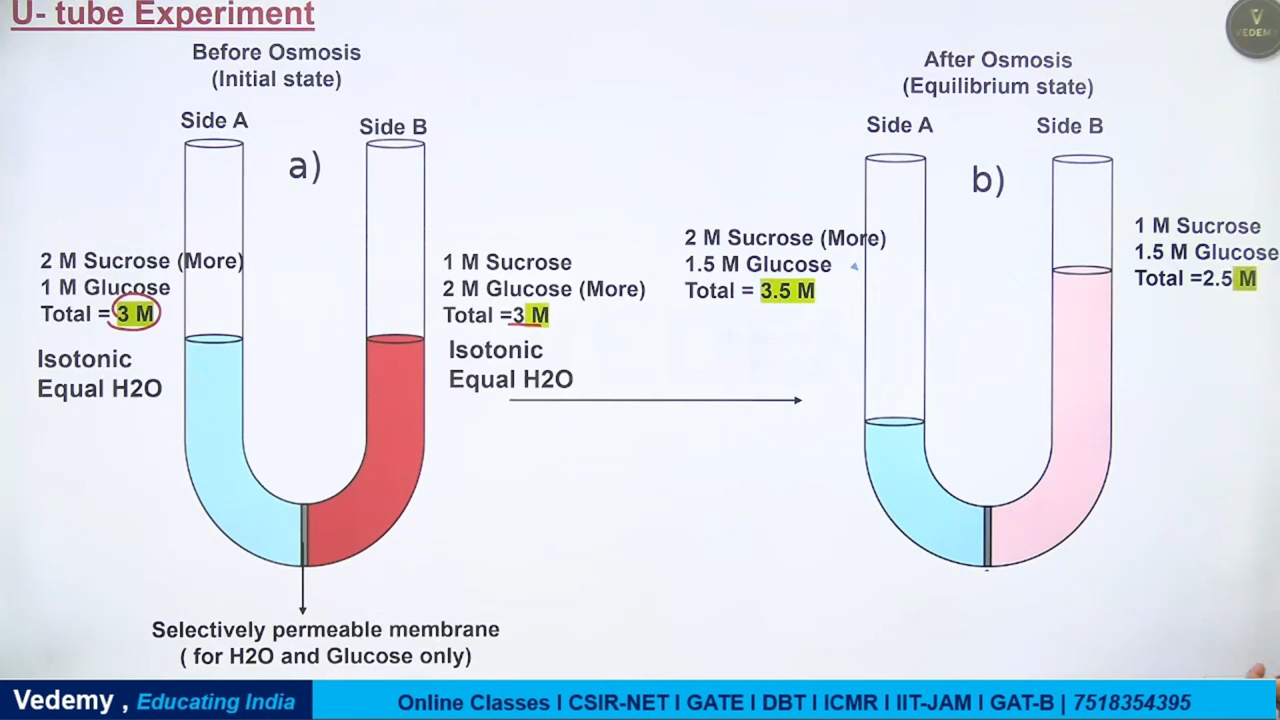 U- tube Experiment
VEDEMY
Before Osmosis
(Initial state)
Side A
Side B
a)
2 M Sucrose (More)
1 M Glucose
Total = 3 M
Isotonic
Equal H2O
1 M Sucrose
2 M Glucose (More)
Total =3 M
Isotonic
Equal H2O
Selectively permeable membrane
( for H2O and Glucose only)
After Osmosis
(Equilibrium state)
Side A
Side B
b)
2 M Sucrose (More)
1.5 M Glucose
Total = 3.5 M
1 M Sucrose
1.5 M Glucose
Total =2.5 M
Vedemy , Educating India
Online Classes I CSIR-NET I GATE I DBT I ICMR I IIT-JAM I GAT-B | 7518354395